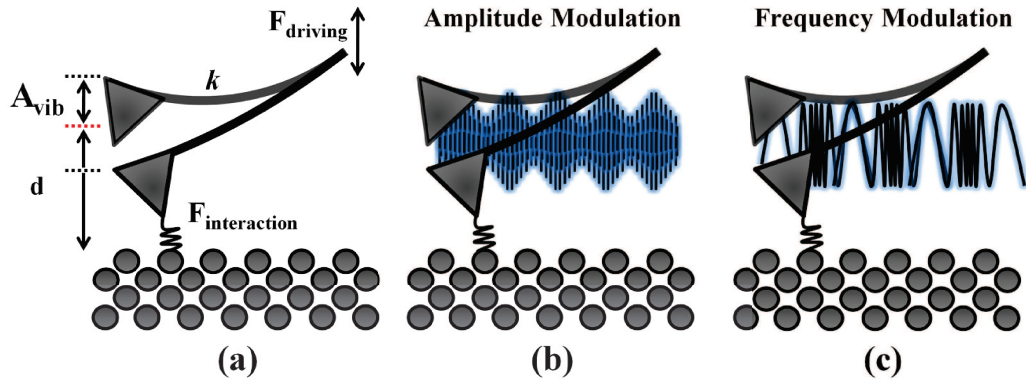 F_driving
Amplitude Modulation
Frequency Modulation
k
A_vib
d
F_interaction
(a)
(b)
(c)